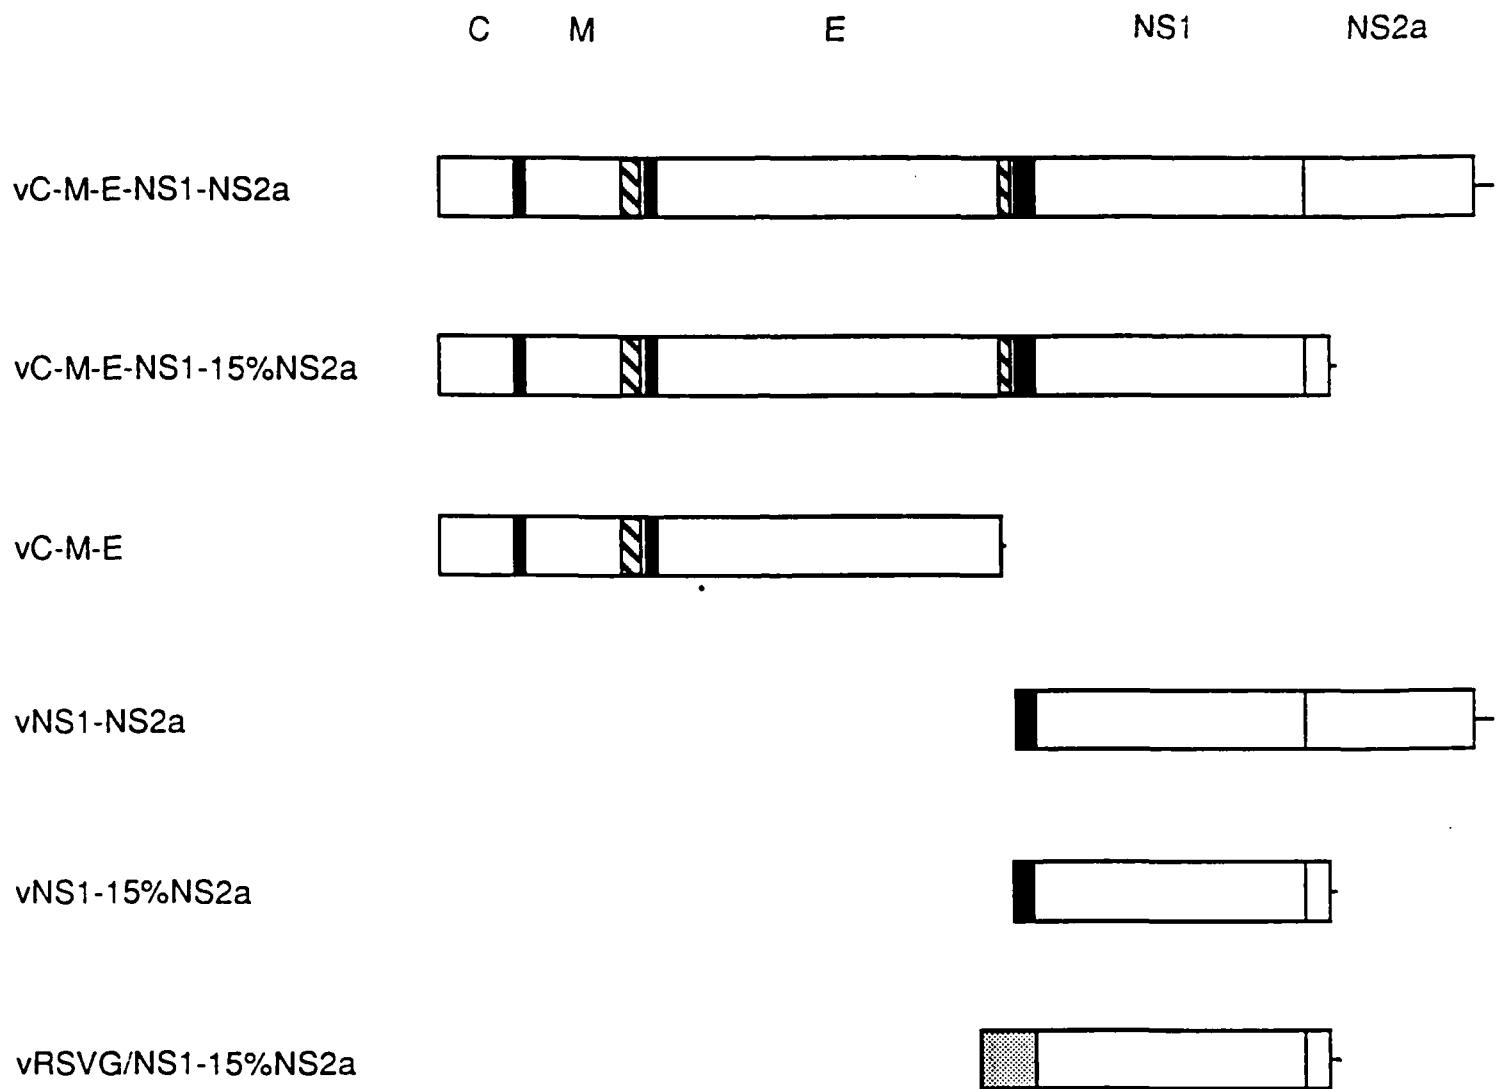 C M E NS1 NS2a
vC-M-E-NS1-NS2a
vC-M-E-NS1-15%NS2a
vC-M-E
vNS1-NS2a
vNS1-15%NS2a
vRSVG/NS1-15%NS2a